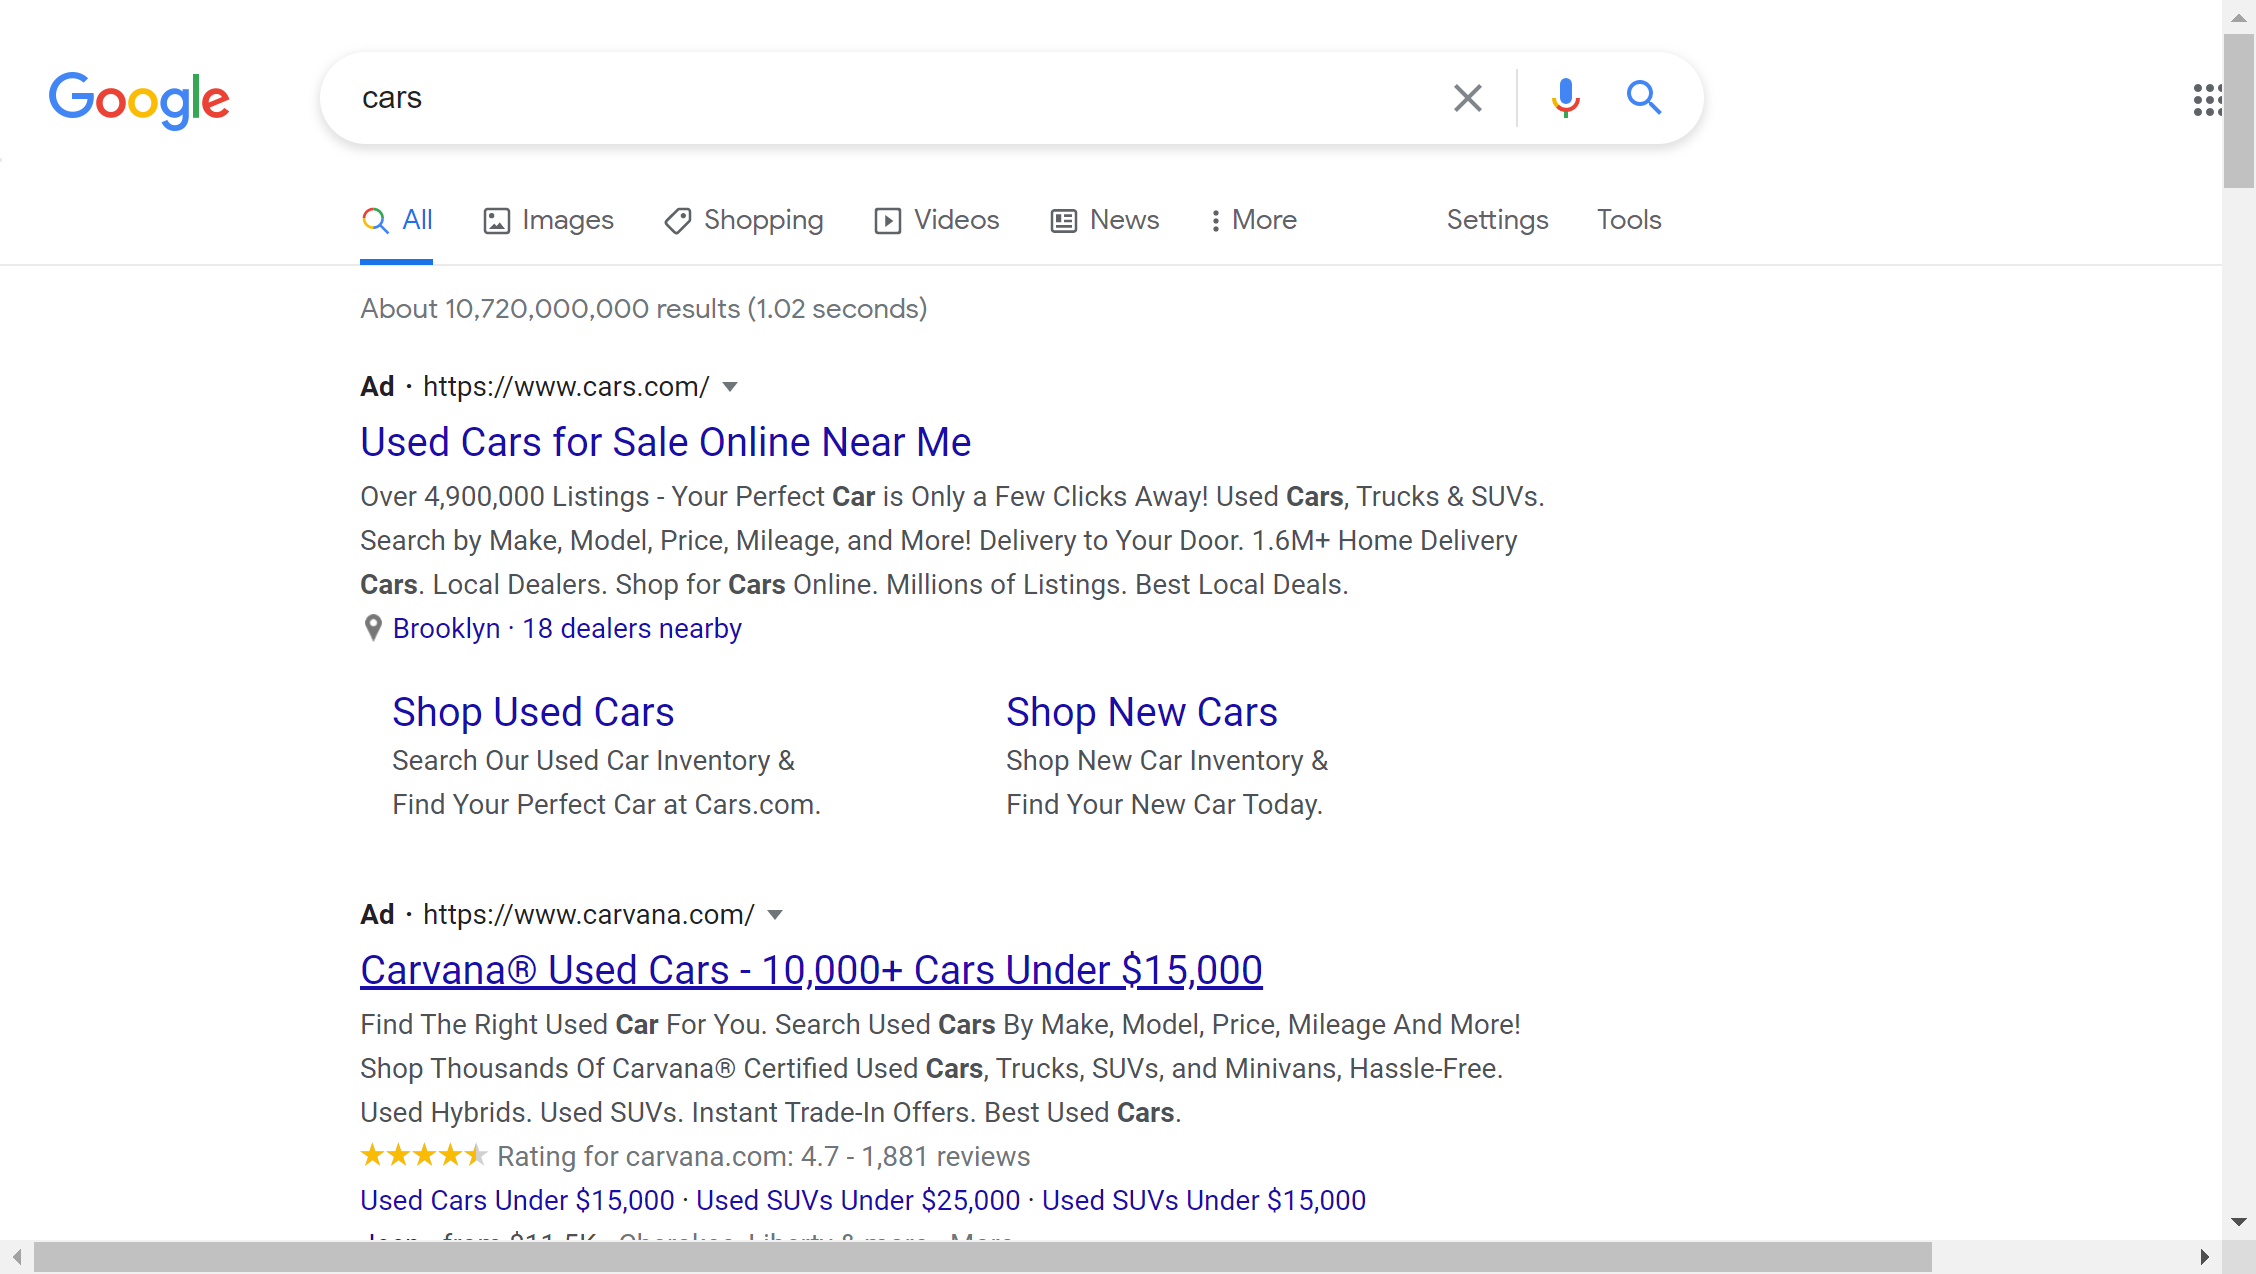 Google
cars
All Images Shopping Videos News More Settings Tools
About 10,720,000,000 results (1.02 seconds)
Ad · https://www.cars.com/
Used Cars for Sale Online Near Me
Over 4,900,000 Listings - Your Perfect Car is Only a Few Clicks Away! Used Cars, Trucks & SUVs.
Search by Make, Model, Price, Mileage, and More! Delivery to Your Door. 1.6M+ Home Delivery
Cars. Local Dealers. Shop for Cars Online. Millions of Listings. Best Local Deals.
Brooklyn · 18 dealers nearby
Shop Used Cars
Search Our Used Car Inventory &
Find Your Perfect Car at Cars.com.
Shop New Cars
Shop New Car Inventory &
Find Your New Car Today.
Ad · https://www.carvana.com/
Carvana® Used Cars - 10,000+ Cars Under $15,000
Find The Right Used Car For You. Search Used Cars By Make, Model, Price, Mileage And More!
Shop Thousands Of Carvana® Certified Used Cars, Trucks, SUVs, and Minivans, Hassle-Free.
Used Hybrids. Used SUVs. Instant Trade-In Offers. Best Used Cars.
Rating for carvana.com: 4.7 - 1,881 reviews
Used Cars Under $15,000 · Used SUVs Under $25,000 · Used SUVs Under $15,000
Jeep - from $11.5K - Cherokee, Liberty & more - More